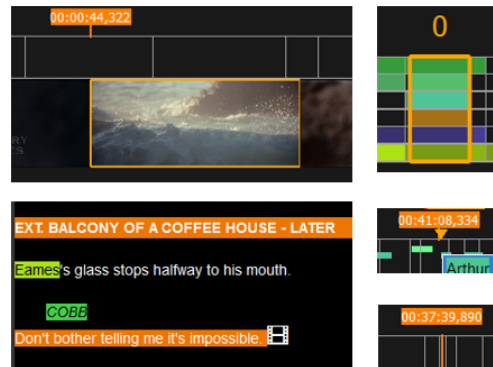 00:00:44,322
0
EXT. BALCONY OF A COFFEE HOUSE - LATER
Eames's glass stops halfway to his mouth.
COBB
Don't bother telling me it's impossible.
00:41:08,334
Arthur
00:37:39,890